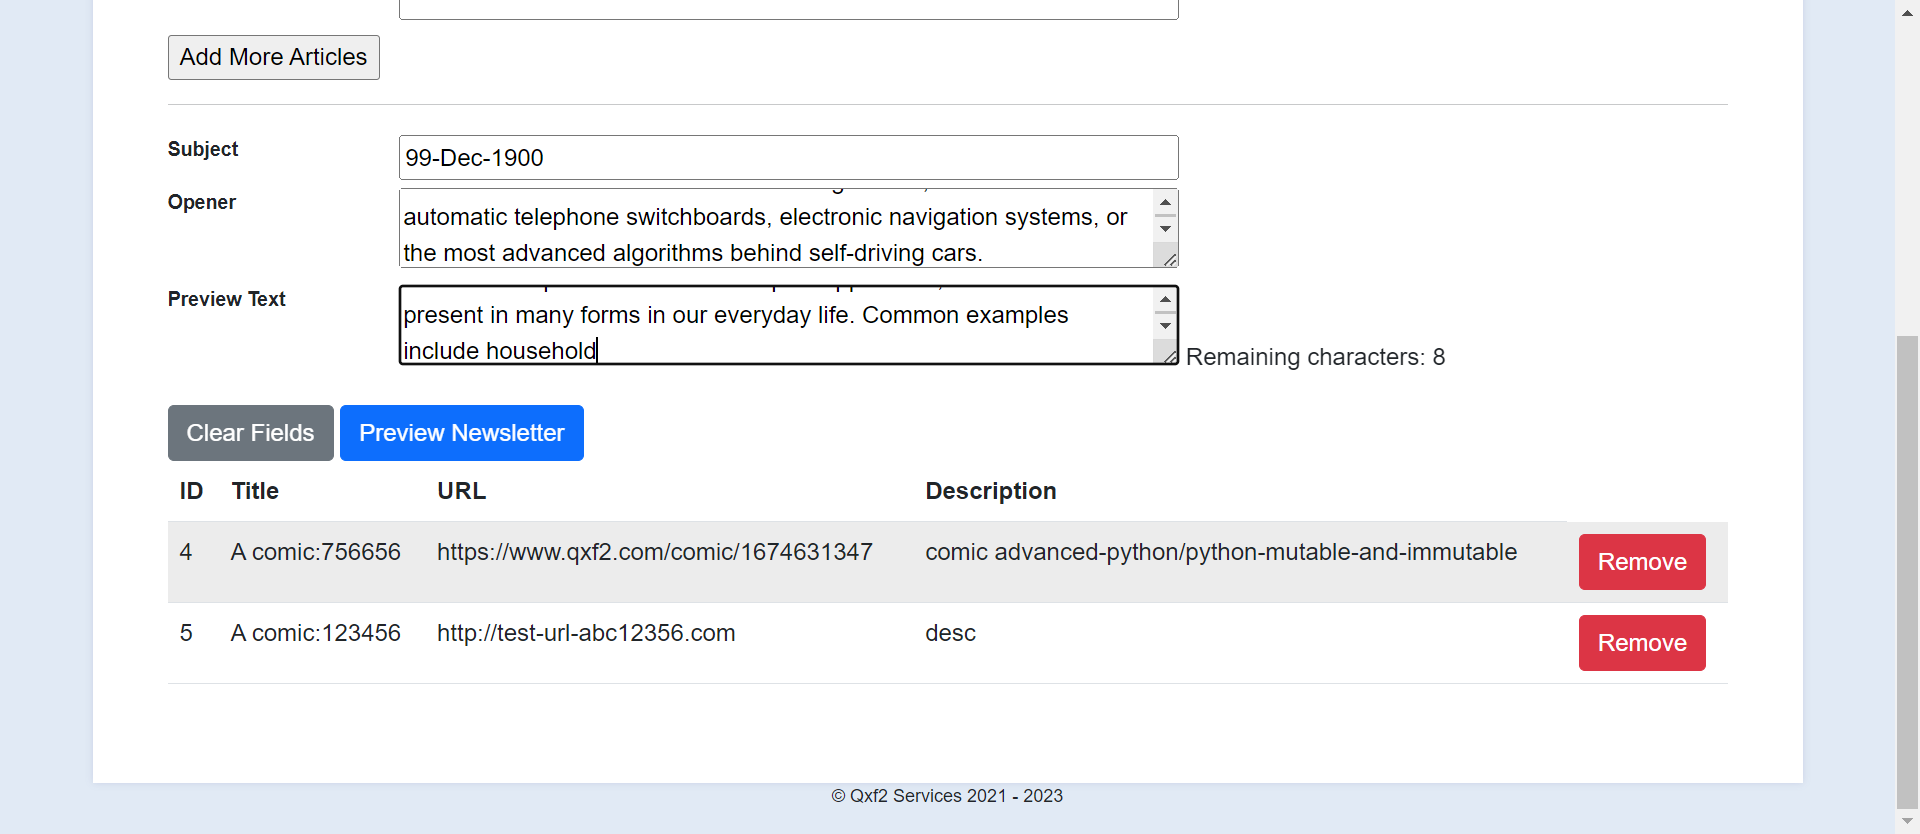 Add More Articles
Subject
99-Dec-1900
Opener
automatic telephone switchboards, electronic navigation systems, or
the most advanced algorithms behind self-driving cars.
Preview Text
present in many forms in our everyday life. Common examples
include household
Remaining characters: 8
Clear Fields Preview Newsletter
ID Title URL Description
4 A comic:756656 https://www.qxf2.com/comic/1674631347 comic advanced-python/python-mutable-and-immutable Remove
5 A comic:123456 http://test-url-abc12356.com desc Remove
© Qxf2 Services 2021 - 2023